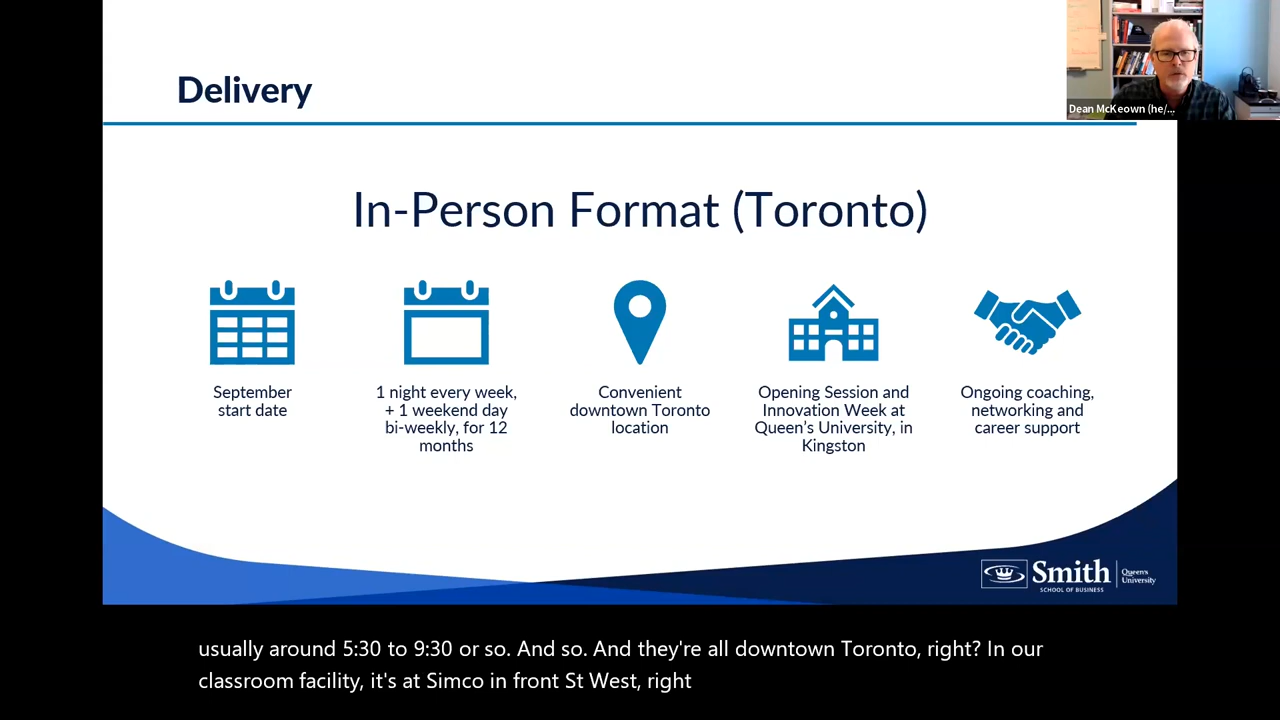 Delivery
Dean McKeown (he/...
In-Person Format (Toronto)
September
start date
1 night every week,
+ 1 weekend day
bi-weekly, for 12
months
Convenient
downtown Toronto
location
Opening Session and
Innovation Week at
Queen's University, in
Kingston
Ongoing coaching,
networking and
career support
Smith
SCHOOL OF BUSINESS
Queen's
University
usually around 5:30 to 9:30 or so. And so. And they're all downtown Toronto, right? In our
classroom facility, it's at Simco in front St West, right